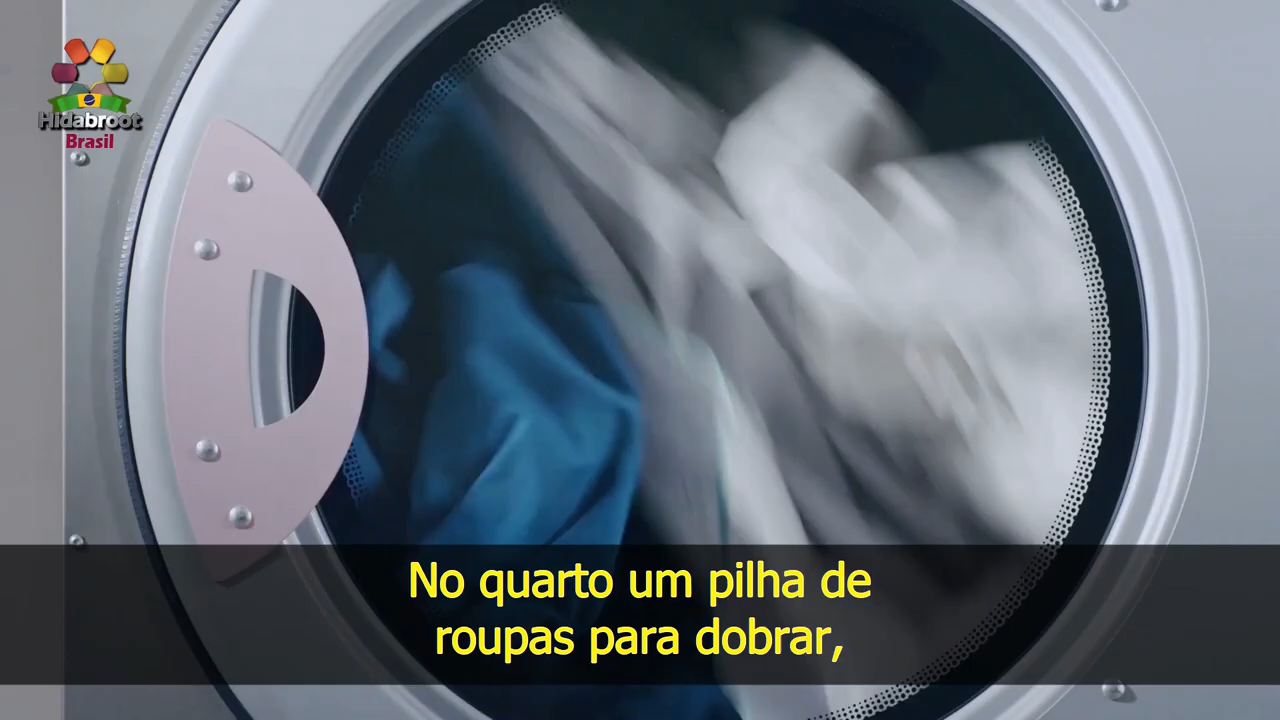 Hidabroot
Brasil
No quarto um pilha de
roupas para dobrar,